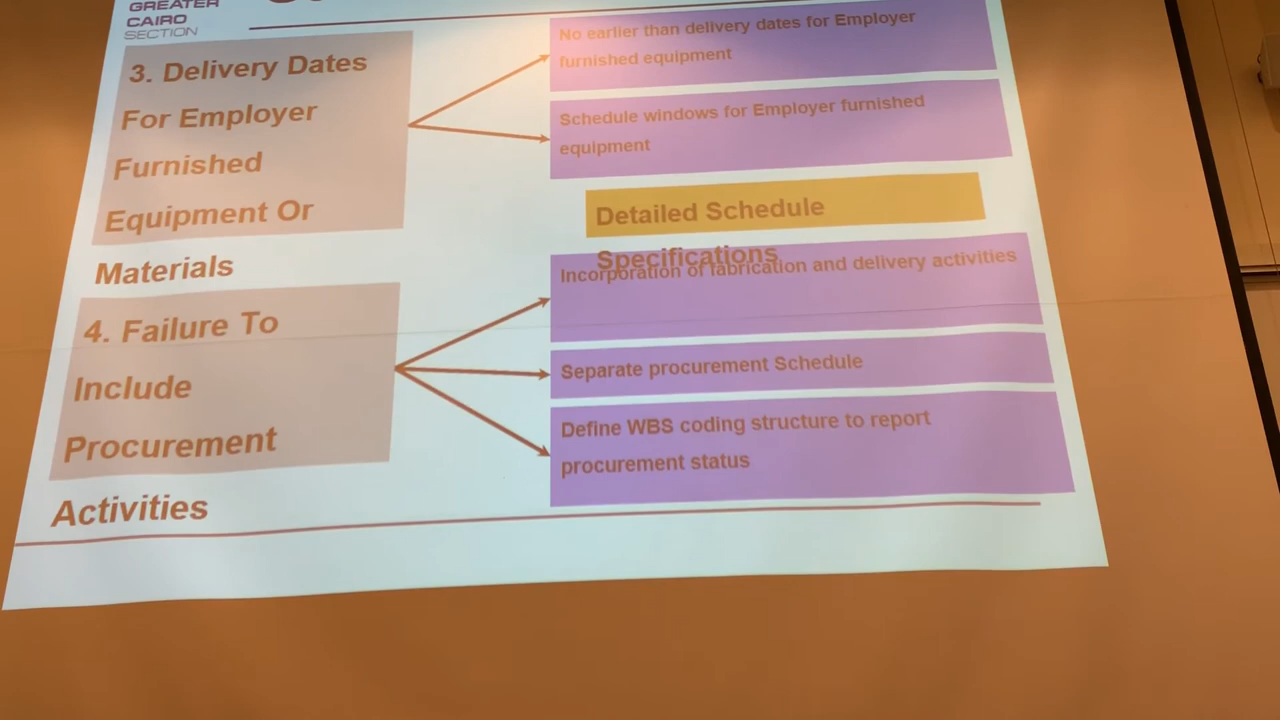 GREATER
CAIRO
SECTION
3. Delivery Dates
For Employer
Furnished
Equipment Or
Materials
No earlier than delivery dates for Employer
furnished equipment
Schedule windows for Employer furnished
equipment
Detailed Schedule
Specifications
4. Failure To
Include
Procurement
Activities
Incorporation of fabrication and delivery activities
Separate procurement Schedule
Define WBS coding structure to report
procurement status